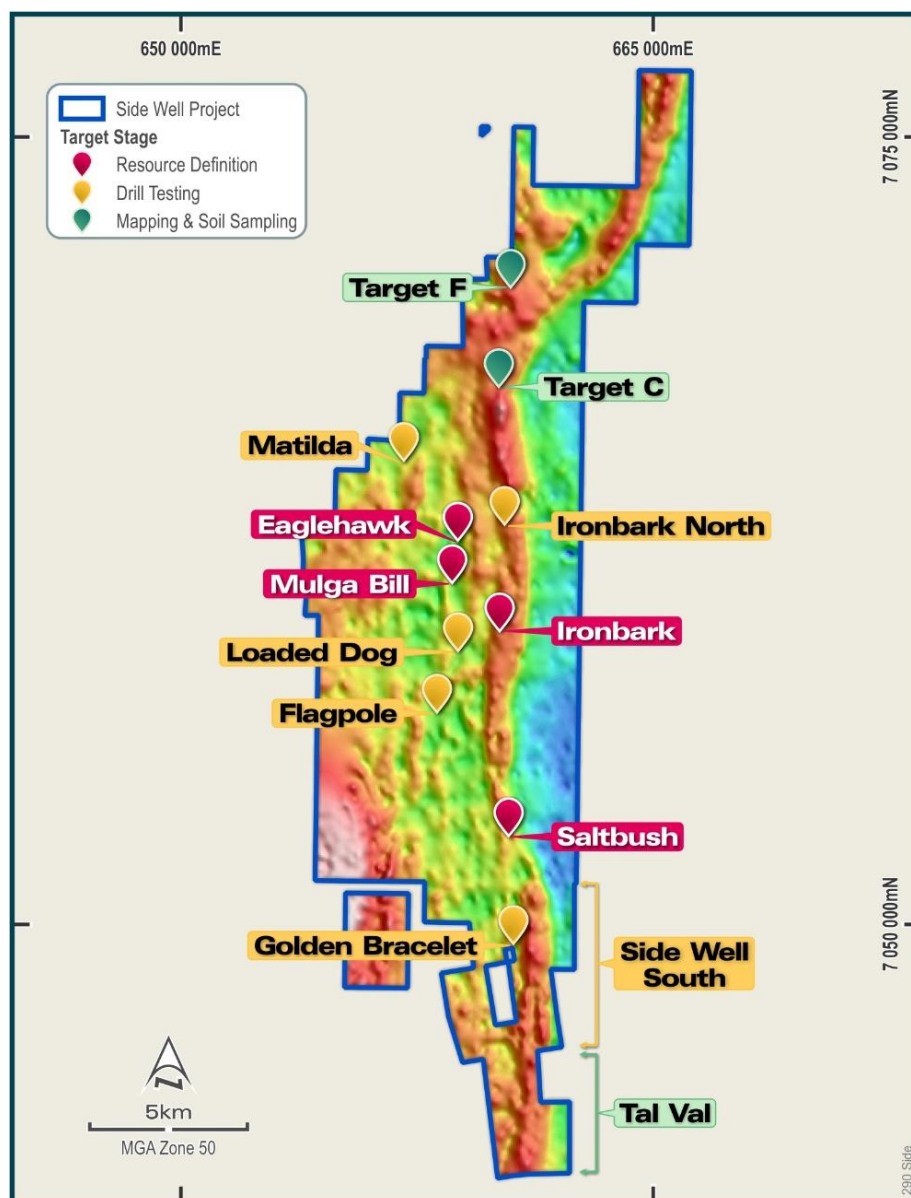 650 000mE
665 000mE
Side Well Project
Target Stage
Resource Definition
Drill Testing
Mapping & Soil Sampling
7 075 000mN
Target F
Target C
Matilda
Eaglehawk
Ironbark North
Mulga Bill
Ironbark
Loaded Dog
Flagpole
Saltbush
7 050 000mN
Golden Bracelet
Side Well
South
N
5km
MGA Zone 50
Tal Val
290 Side